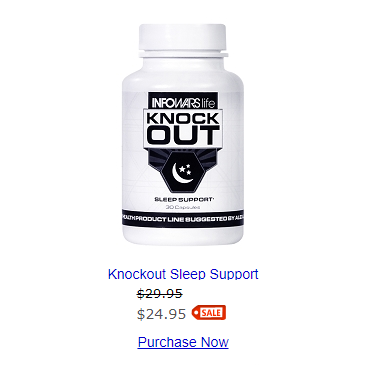 INFOWARS life
KNOCK
OUT
SLEEP SUPPORT*
30 Capsules
HEALTH PRODUCT LINE SUGGESTED BY
Knockout Sleep Support
$29.95
$24.95 SALE
Purchase Now